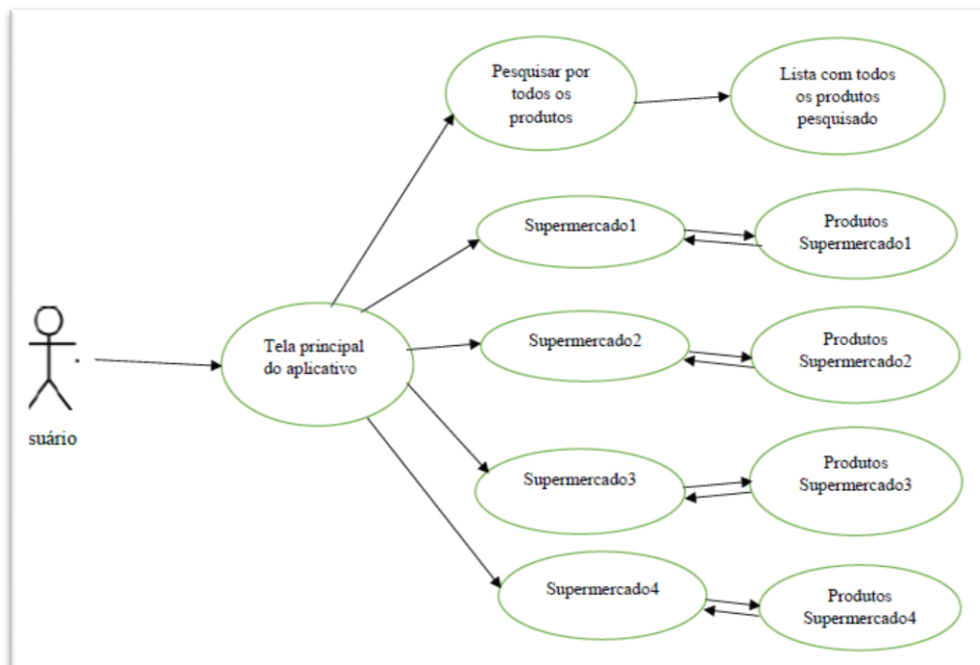 Pesquisar por
todos os
produtos
Lista com todos
os produtos
pesquisado
Supermercado1
Produtos
Supermercado1
Tela principal
do aplicativo
Supermercado2
Produtos
Supermercado2
suário
Supermercado3
Produtos
Supermercado3
Supermercado4
Produtos
Supermercado4